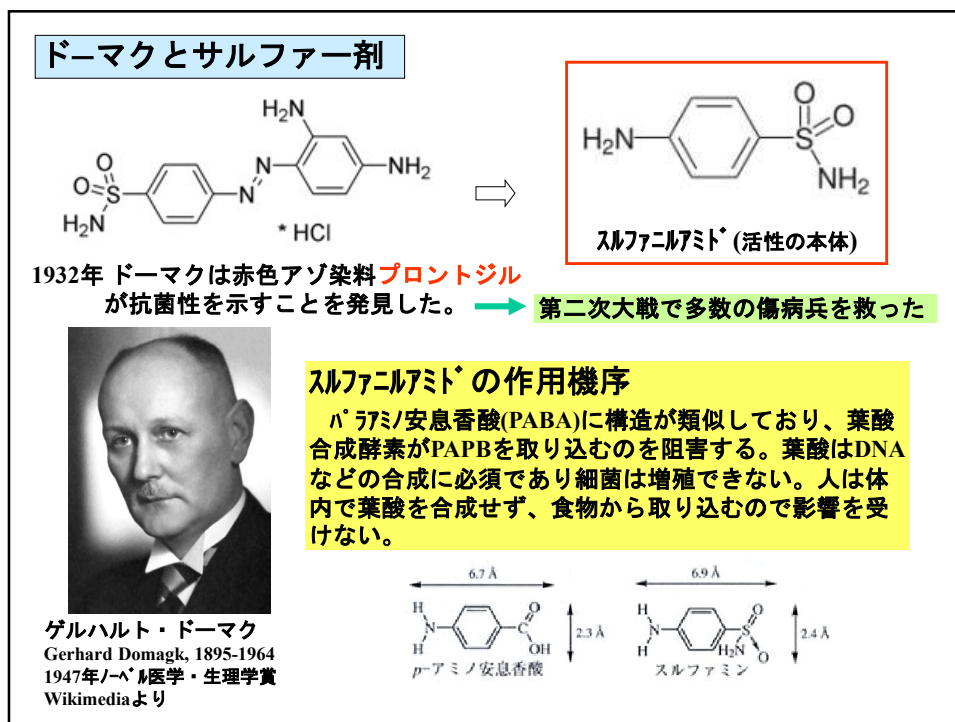 ドーマクとサルファー剤
H₂N
NH₂
N
N
O
O
S
H₂N
* HCl
⇨
O
O
S
H₂N
NH₂
ｽﾙﾌｧﾆﾙｱﾐﾄﾞ(活性の本体)
1932年 ドーマクは赤色アゾ染料プロントジル
が抗菌性を示すことを発見した。
第二次大戦で多数の傷病兵を救った
ｽﾙﾌｧﾆﾙｱﾐﾄﾞの作用機序
ﾊﾟﾗｱﾐﾉ安息香酸(PABA)に構造が類似しており、葉酸
合成酵素がPAPBを取り込むのを阻害する。葉酸はDNA
などの合成に必須であり細菌は増殖できない。人は体
内で葉酸を合成せず、食物から取り込むので影響を受
けない。
6.7 Å
H
N
H
C
O
OH
2.3 Å
p-アミノ安息香酸
6.9 Å
H
N
H
S
O
H₂N
O
2.4 Å
スルファミン
ゲルハルト・ドーマク
Gerhard Domagk, 1895-1964
1947年ﾉｰﾍﾞﾙ医学・生理学賞
Wikimediaより